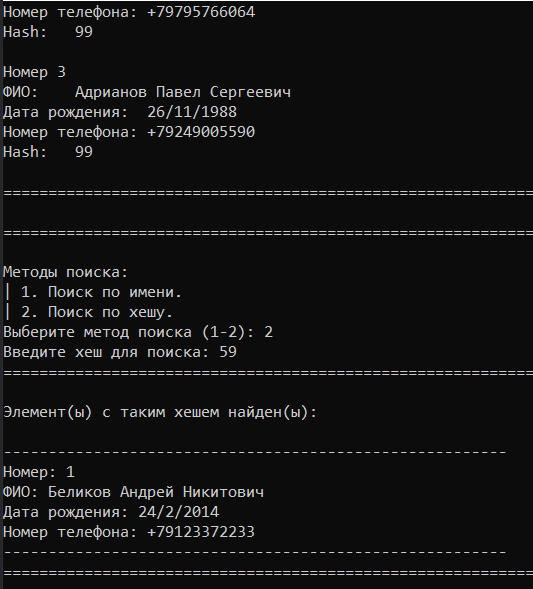 Номер телефона: +79795766064
Hash:   99
Номер 3
ФИО:    Адрианов Павел Сергеевич
Дата рождения:  26/11/1988
Номер телефона: +79249005590
Hash:   99
===========================================================
===========================================================
Методы поиска:
| 1. Поиск по имени.
| 2. Поиск по хешу.
Выберите метод поиска (1-2): 2
Введите хеш для поиска: 59
===========================================================
Элемент(ы) с таким хешем найден(ы):
--------------------------------------------------------
Номер: 1
ФИО: Беликов Андрей Никитович
Дата рождения: 24/2/2014
Номер телефона: +79123372233
--------------------------------------------------------
===========================================================